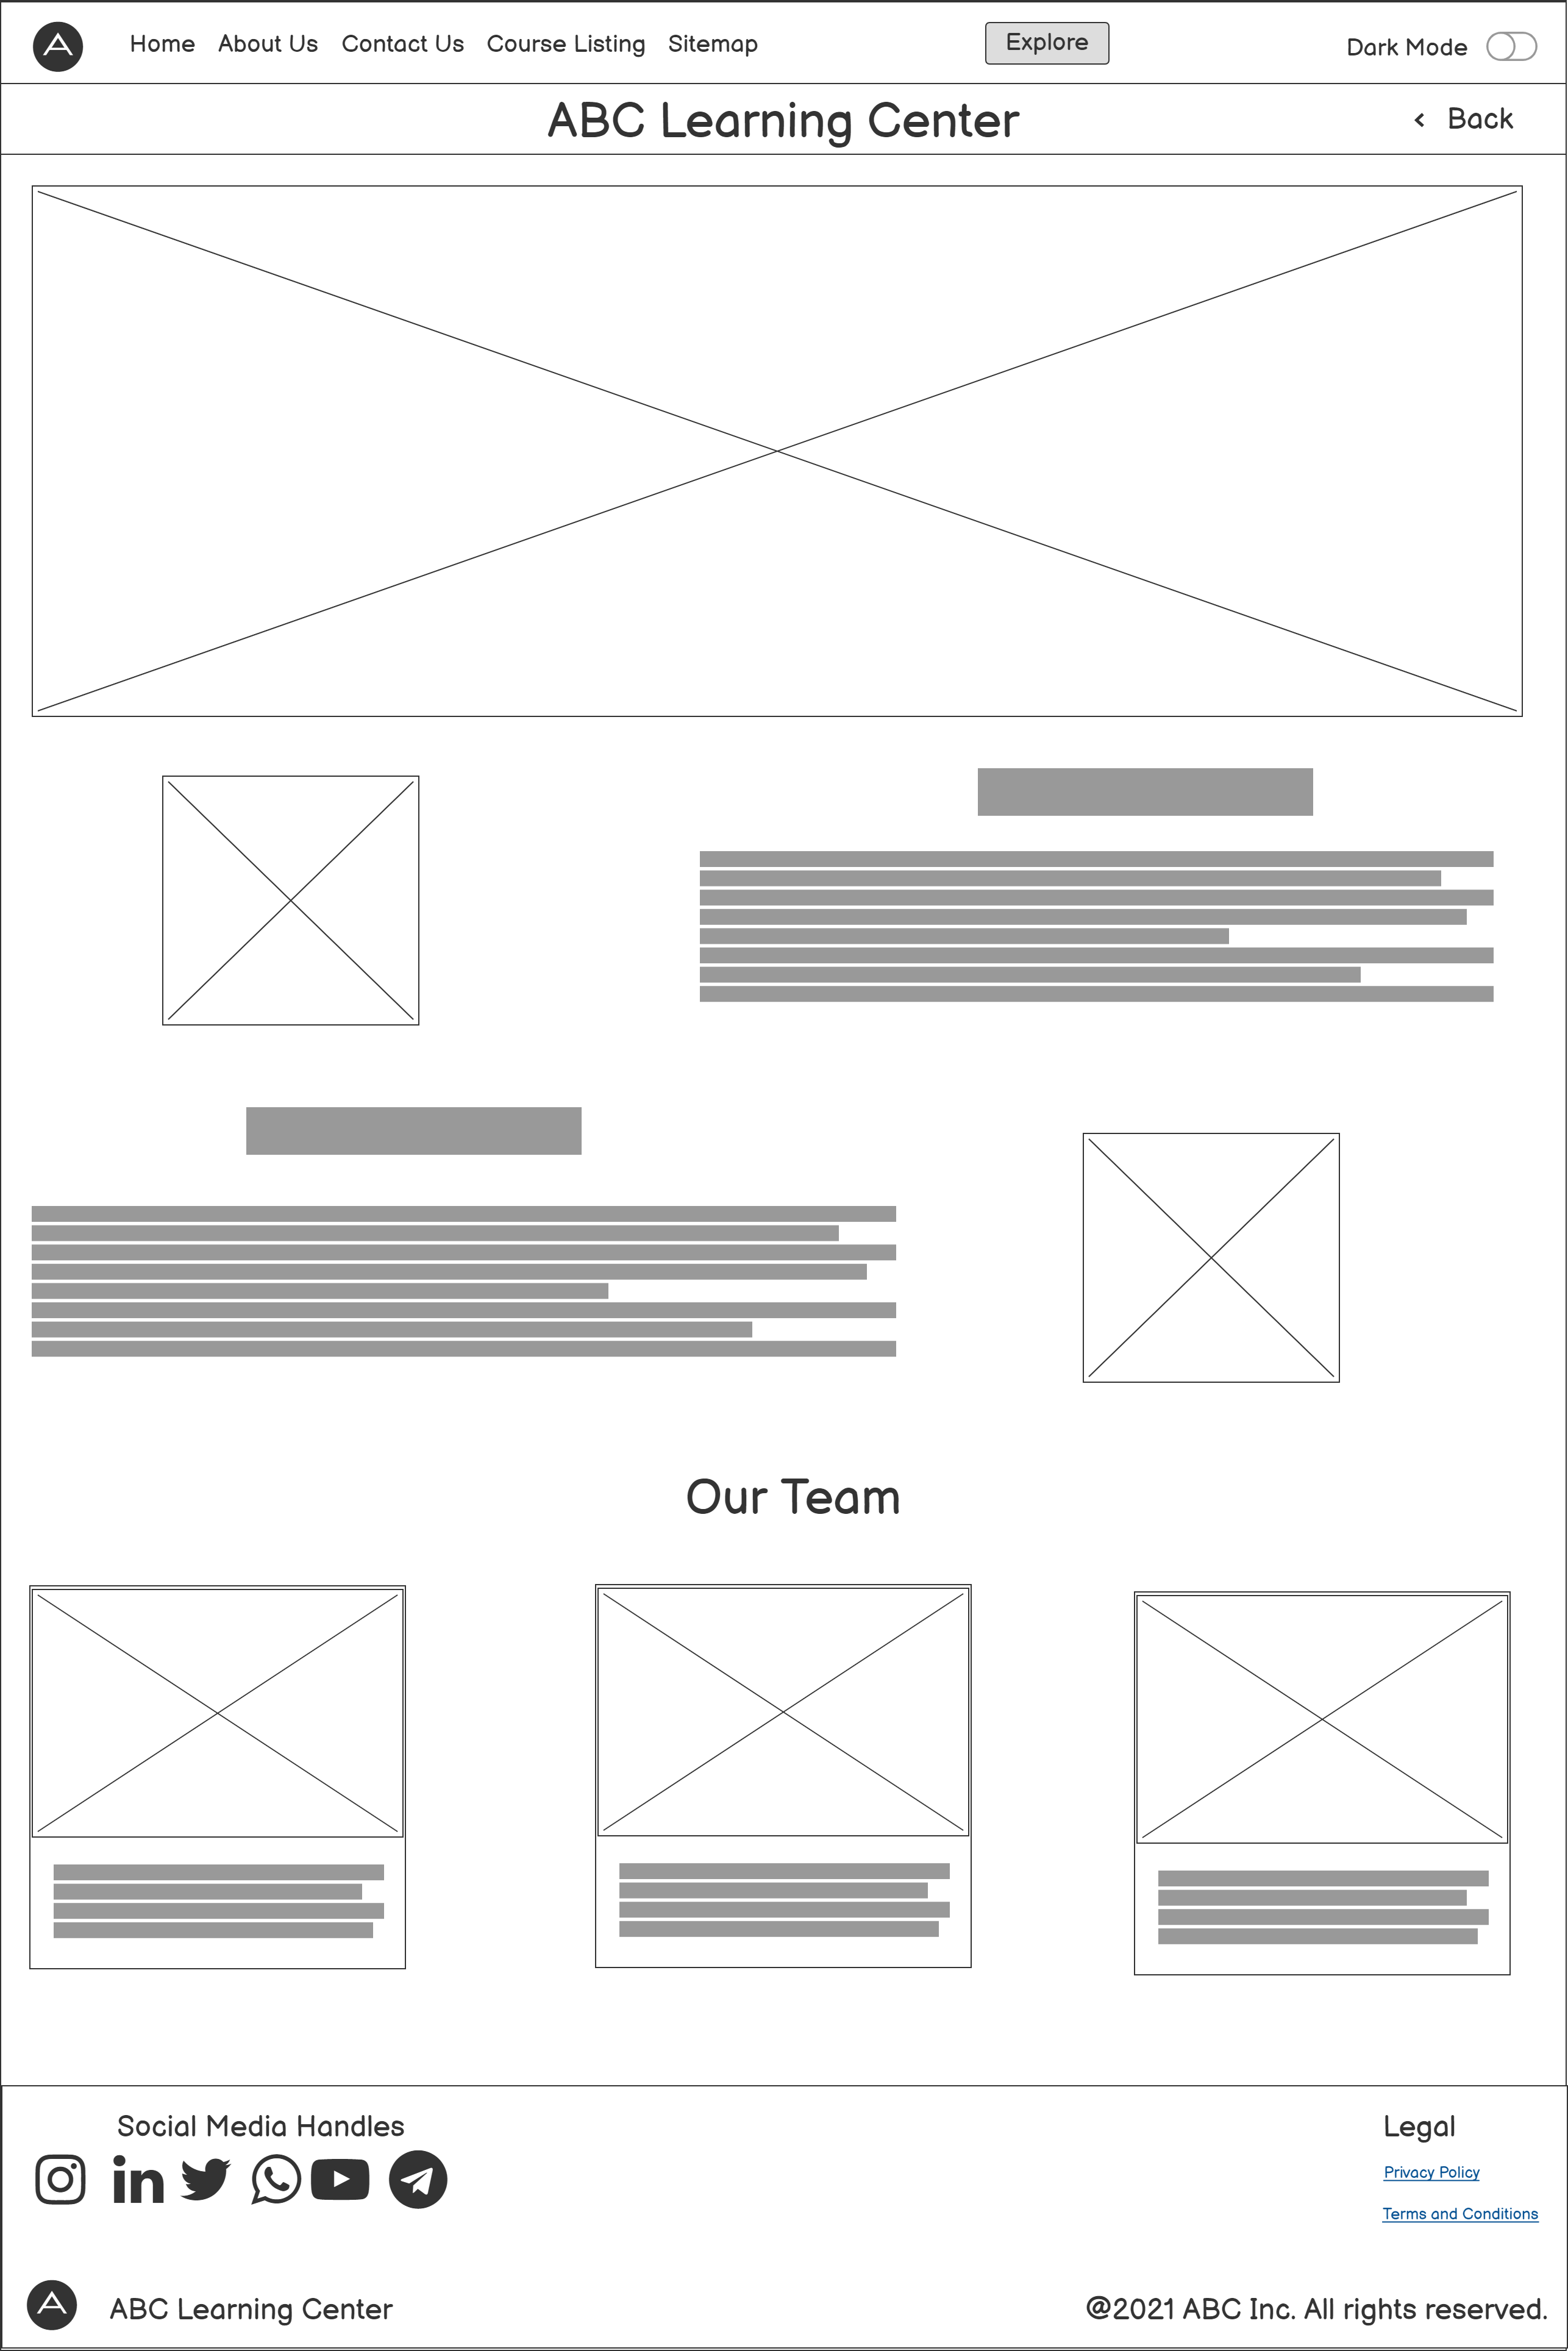 A Home About Us Contact Us Course Listing Sitemap Explore Dark Mode
ABC Learning Center < Back
Our Team
Social Media Handles
in
Legal
Privacy Policy
Terms and Conditions
A ABC Learning Center @2021 ABC Inc. All rights reserved.